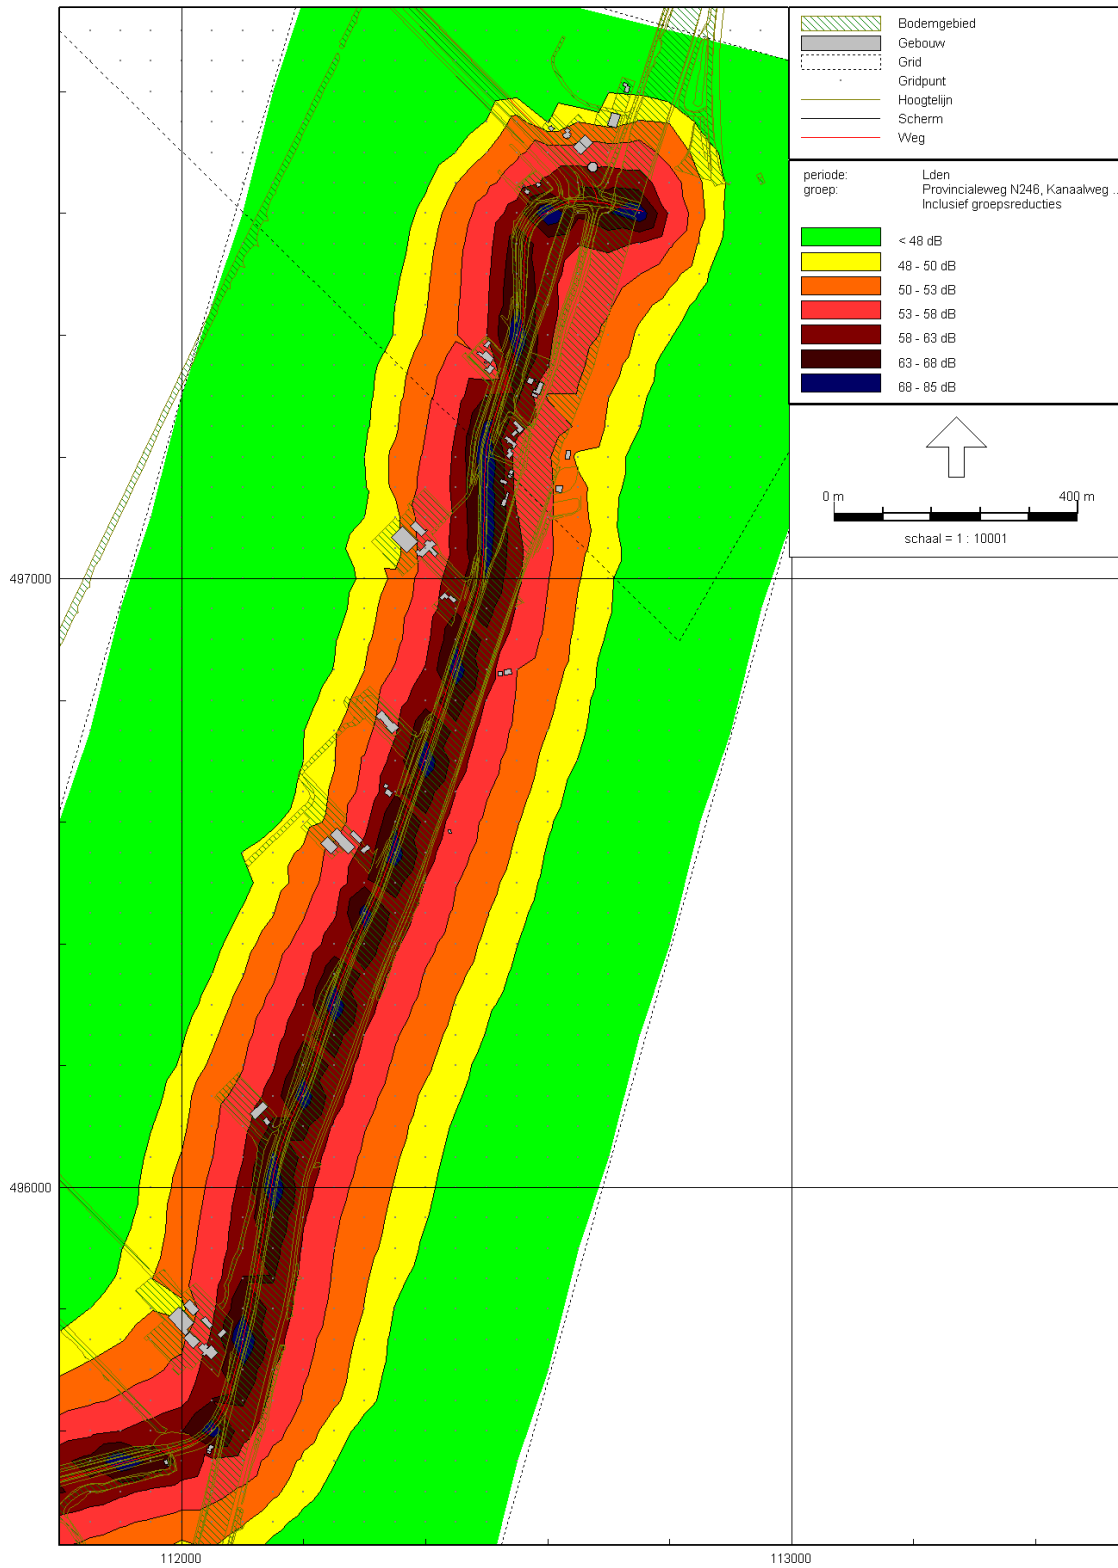 Bodemgebied
Gebouw
Grid
Gridpunt
Hoogtelijn
Scherm
Weg
periode: Lden
groep: Provincialeweg N246, Kanaalweg ...
Inclusief groepsreducties
< 48 dB
48 - 50 dB
50 - 53 dB
53 - 58 dB
58 - 63 dB
63 - 68 dB
68 - 85 dB
0 m 400 m
schaal = 1 : 10001
497000
496000
112000 113000